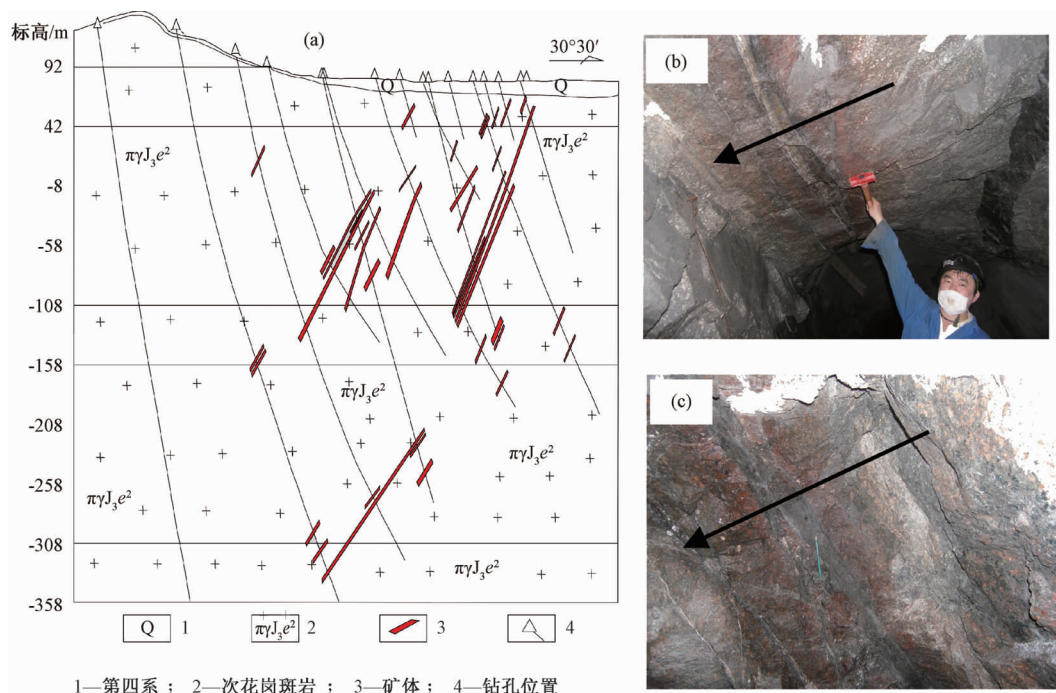 标高/m
(a)
30°30′
92
Q
Q
42
πγJ₃e²
πγJ₃e²
-8
-58
-108
-158
πγJ₃e²
-208
πγJ₃e²
-258
πγJ₃e²
-308
πγJ₃e²
-358
Q 1 πγJ₃e² 2 3 4
1—第四系； 2—次花岗斑岩； 3—矿体； 4—钻孔位置
(b)
(c)